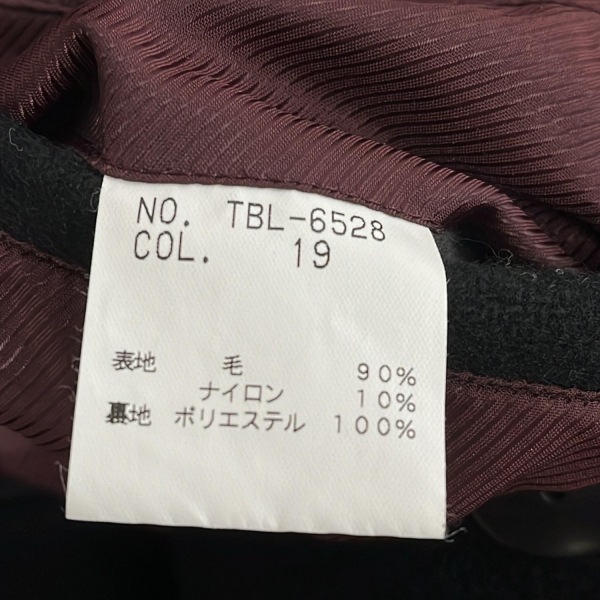 NO. TBL-6528
COL. 19
表地 毛 90%
ナイロン 10%
裏地 ポリエステル 100%